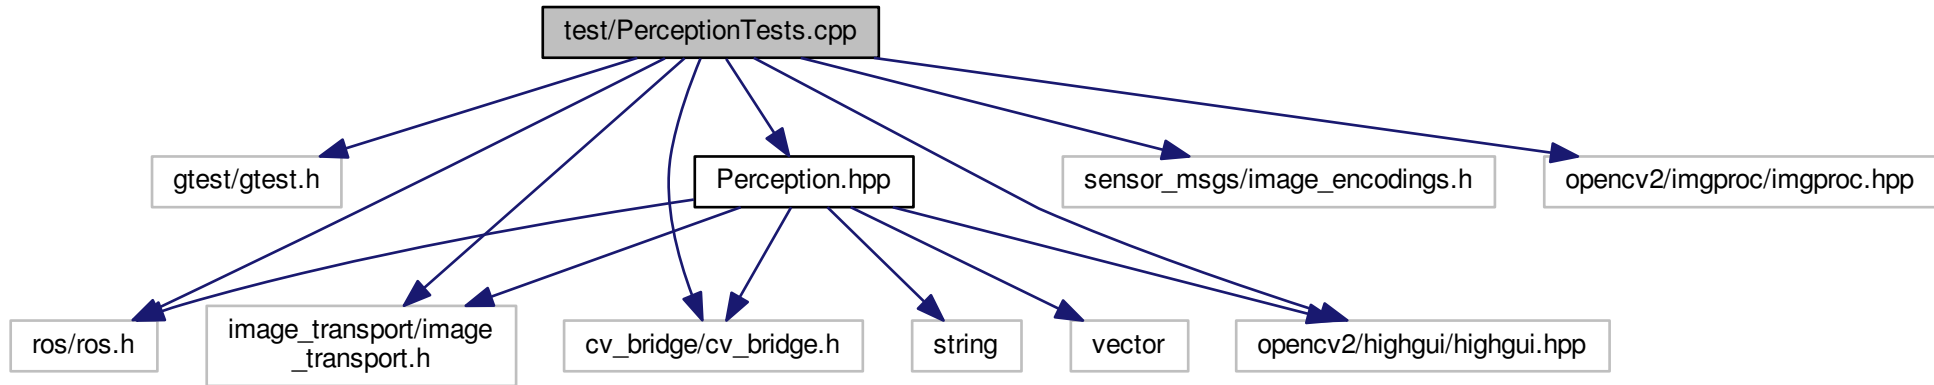 test/PerceptionTests.cpp
gtest/gtest.h
Perception.hpp
sensor_msgs/image_encodings.h
opencv2/imgproc/imgproc.hpp
ros/ros.h
image_transport/image
_transport.h
cv_bridge/cv_bridge.h
string
vector
opencv2/highgui/highgui.hpp